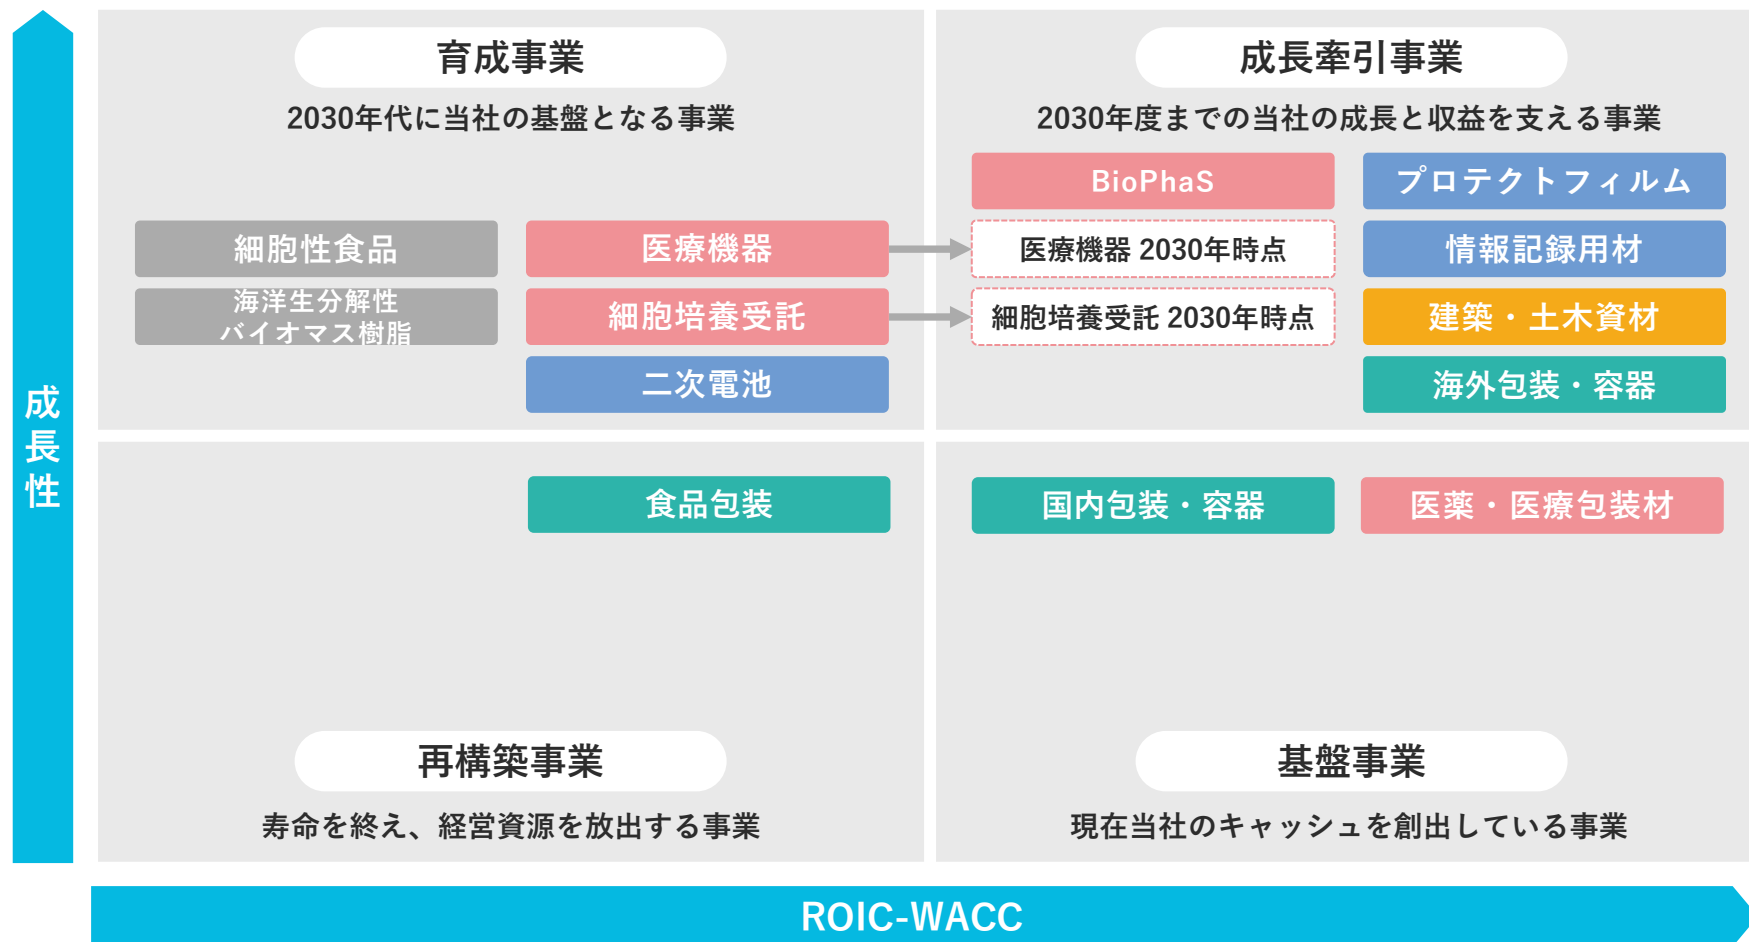 成長性
育成事業
2030年代に当社の基盤となる事業
細胞性食品
医療機器
海洋生分解性
バイオマス樹脂
細胞培養受託
二次電池
成長牽引事業
2030年度までの当社の成長と収益を支える事業
BioPhaS
プロテクトフィルム
医療機器 2030年時点
情報記録用材
細胞培養受託 2030年時点
建築・土木資材
海外包装・容器
食品包装
再構築事業
寿命を終え、経営資源を放出する事業
国内包装・容器
医薬・医療包装材
基盤事業
現在当社のキャッシュを創出している事業
ROIC-WACC